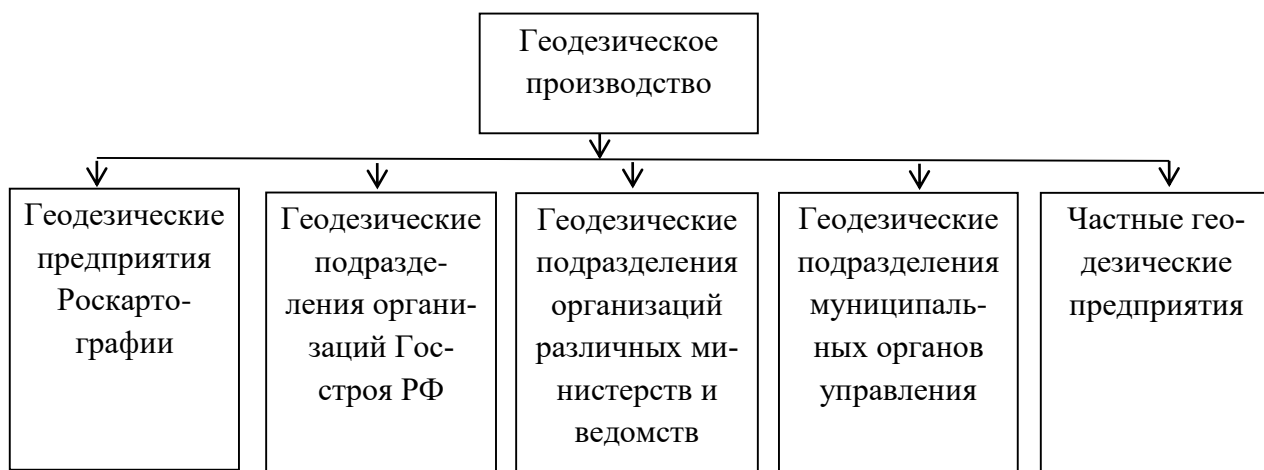 Геодезическое
производство
Геодезические
предприятия
Роскарто-
графии
Геодезические
подразде-
ления органи-
заций Гос-
строя РФ
Геодезические
подразделения
организаций
различных ми-
нистерств и
ведомств
Геодезические
подразделения
муниципаль-
ных органов
управления
Частные гео-
дезические
предприятия